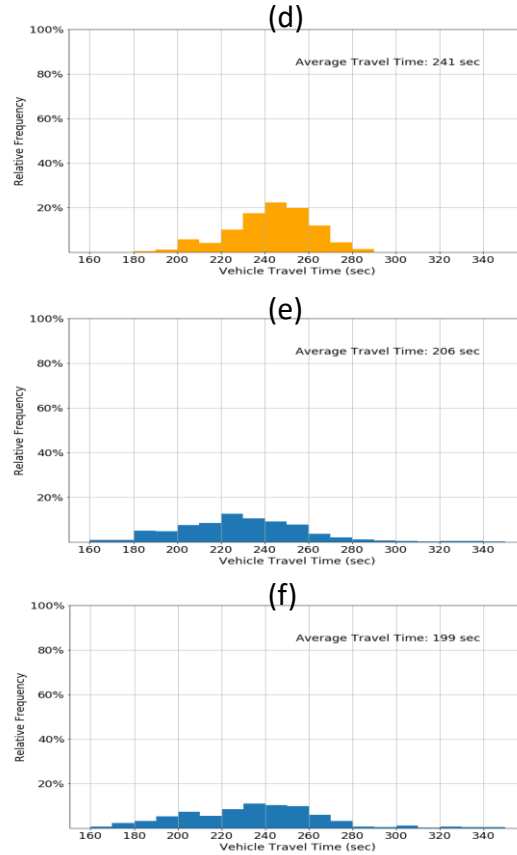 (d)
100%
Average Travel Time: 241 sec
80%
60%
40%
20%
Relative Frequency
160 180 200 220 240 260 280 300 320 340
Vehicle Travel Time (sec)
(e)
100%
Average Travel Time: 206 sec
80%
60%
40%
20%
Relative Frequency
160 180 200 220 240 260 280 300 320 340
Vehicle Travel Time (sec)
(f)
100%
Average Travel Time: 199 sec
80%
60%
40%
20%
Relative Frequency
160 180 200 220 240 260 280 300 320 340
Vehicle Travel Time (sec)